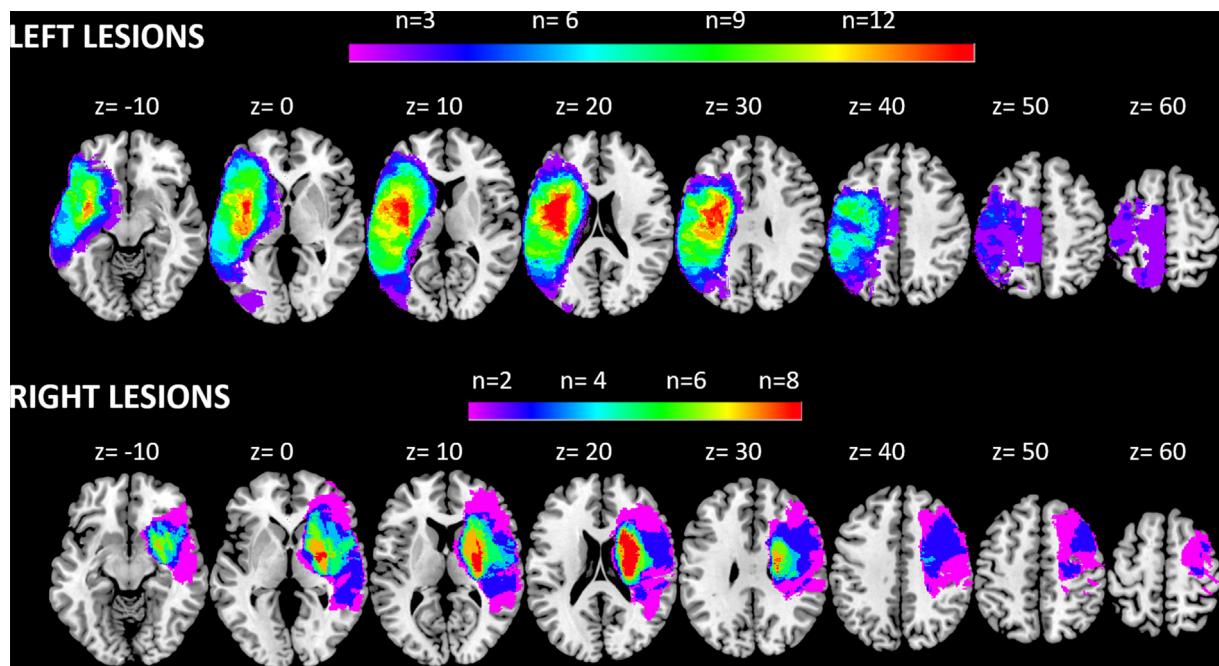 LEFT LESIONS
n=3 n= 6 n=9 n=12
z= -10 z= 0 z= 10 z= 20 z= 30 z= 40 z= 50 z= 60
RIGHT LESIONS
n=2 n= 4 n=6 n=8
z= -10 z= 0 z= 10 z= 20 z= 30 z= 40 z= 50 z= 60